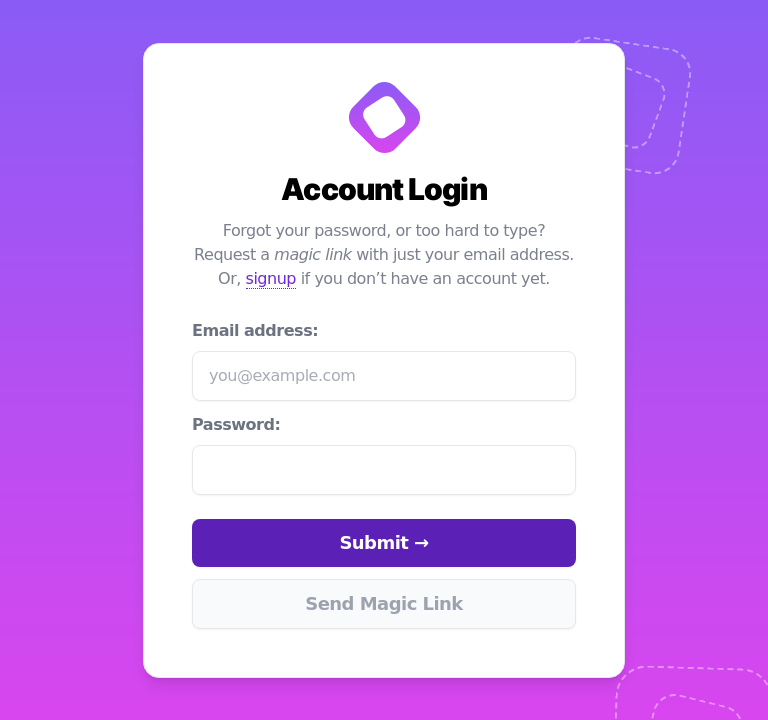 Account Login
Forgot your password, or too hard to type?
Request a magic link with just your email address.
Or, signup if you don’t have an account yet.
Email address:
you@example.com
Password:
Submit →
Send Magic Link